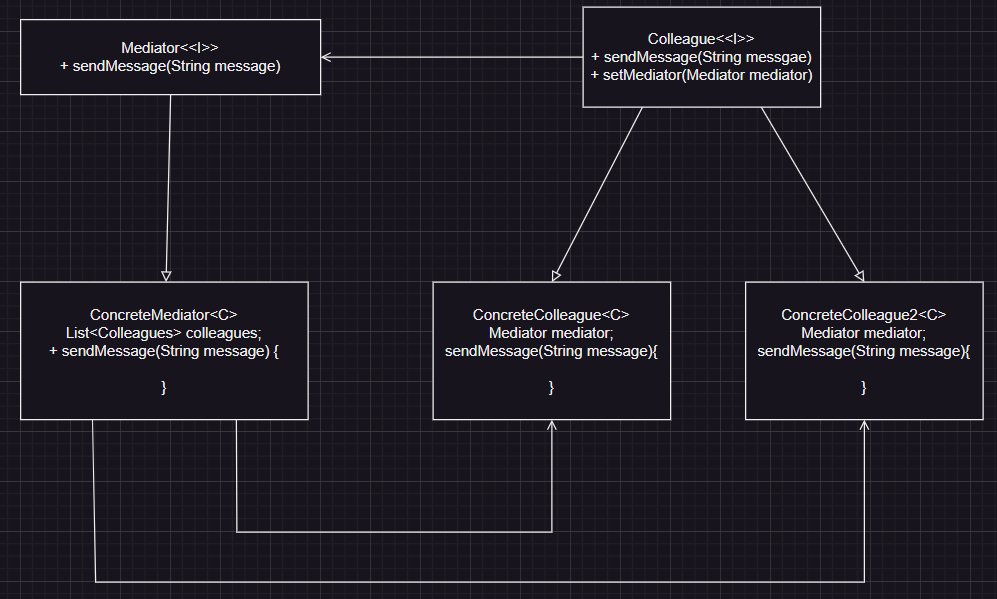 Mediator<<I>>
+ sendMessage(String message)
Colleague<<I>>
+ sendMessage(String messgae)
+ setMediator(Mediator mediator)
ConcreteMediator<C>
List<Colleagues> colleagues;
+ sendMessage(String message) {
}
ConcreteColleague<C>
Mediator mediator;
sendMessage(String message){
}
ConcreteColleague2<C>
Mediator mediator;
sendMessage(String message){
}